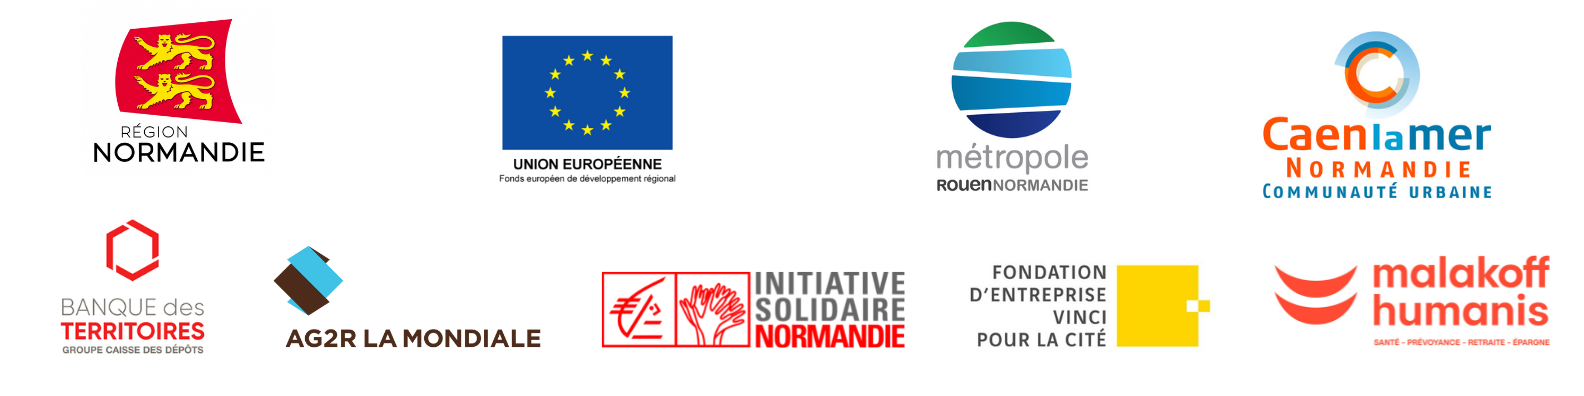 RÉGION
NORMANDIE
UNION EUROPÉENNE
Fonds européen de développement régional
métropole
ROUENNORMANDIE
Caenlamer
NORMANDIE
COMMUNAUTÉ URBAINE
BANQUE des
TERRITOIRES
GROUPE CAISSE DES DÉPÔTS
AG2R LA MONDIALE
INITIATIVE
SOLIDAIRE
NORMANDIE
FONDATION
D'ENTREPRISE
VINCI
POUR LA CITÉ
malakoff
humanis
SANTÉ - PRÉVOYANCE - RETRAITE - ÉPARGNE